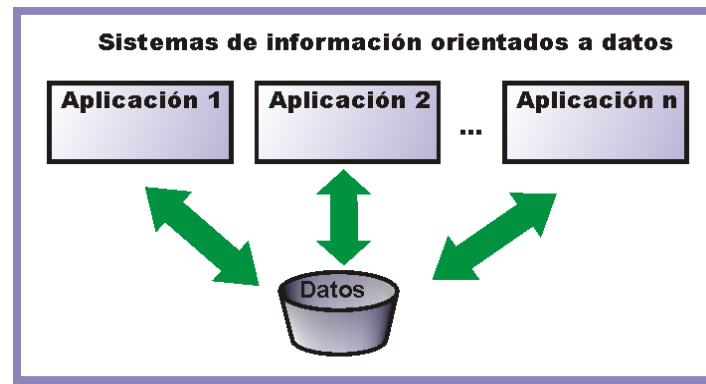 Sistemas de información orientados a datos
Aplicación 1 Aplicación 2 ... Aplicación n
Datos